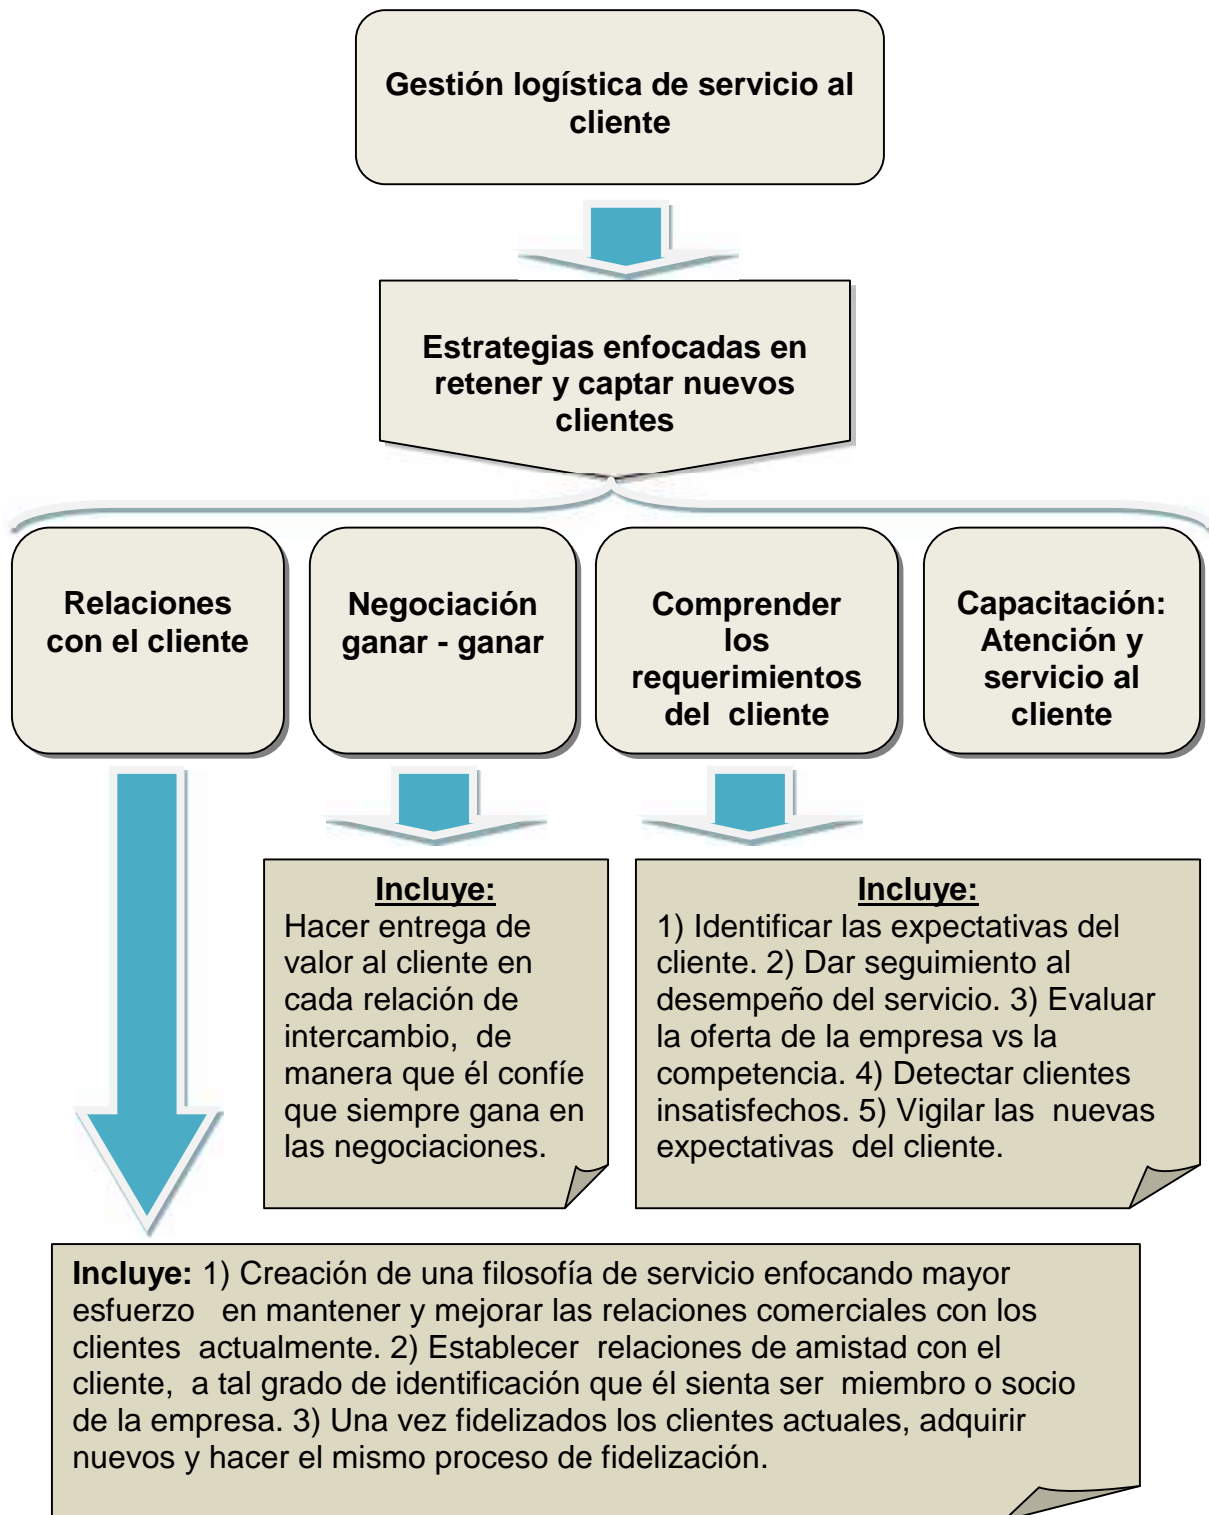 Gestión logística de servicio al
cliente
Estrategias enfocadas en
retener y captar nuevos
clientes
Relaciones
con el cliente
Negociación
ganar - ganar
Comprender
los
requerimientos
del  cliente
Capacitación:
Atención y
servicio al
cliente
Incluye:
Hacer entrega de
valor al cliente en
cada relación de
intercambio,  de
manera que él confíe
que siempre gana en
las negociaciones.
Incluye:
1) Identificar las expectativas del
cliente. 2) Dar seguimiento al
desempeño del servicio. 3) Evaluar
la oferta de la empresa vs la
competencia. 4) Detectar clientes
insatisfechos. 5) Vigilar las  nuevas
expectativas  del cliente.
Incluye: 1) Creación de una filosofía de servicio enfocando mayor
esfuerzo   en mantener y mejorar las relaciones comerciales con los
clientes  actualmente. 2) Establecer  relaciones de amistad con el
cliente,  a tal grado de identificación que él sienta ser  miembro o socio
de la empresa. 3) Una vez fidelizados los clientes actuales, adquirir
nuevos y hacer el mismo proceso de fidelización.